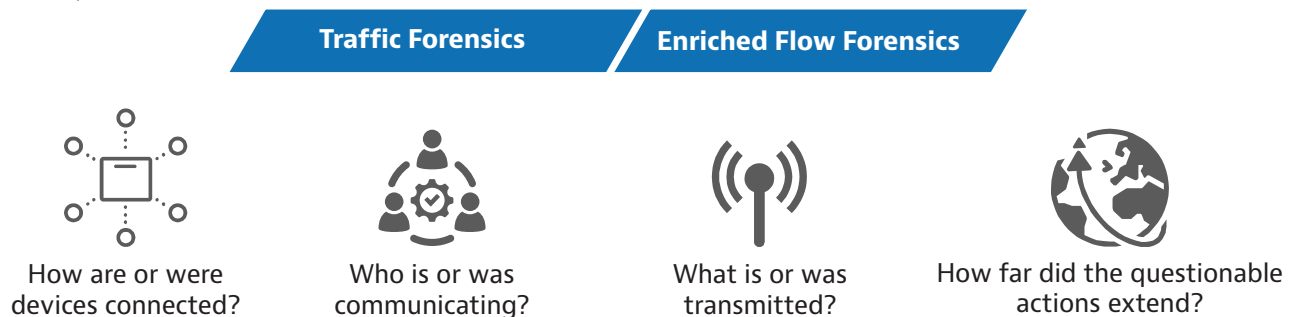 Traffic Forensics
Enriched Flow Forensics
How are or were
devices connected?
Who is or was
communicating?
What is or was
transmitted?
How far did the questionable
actions extend?